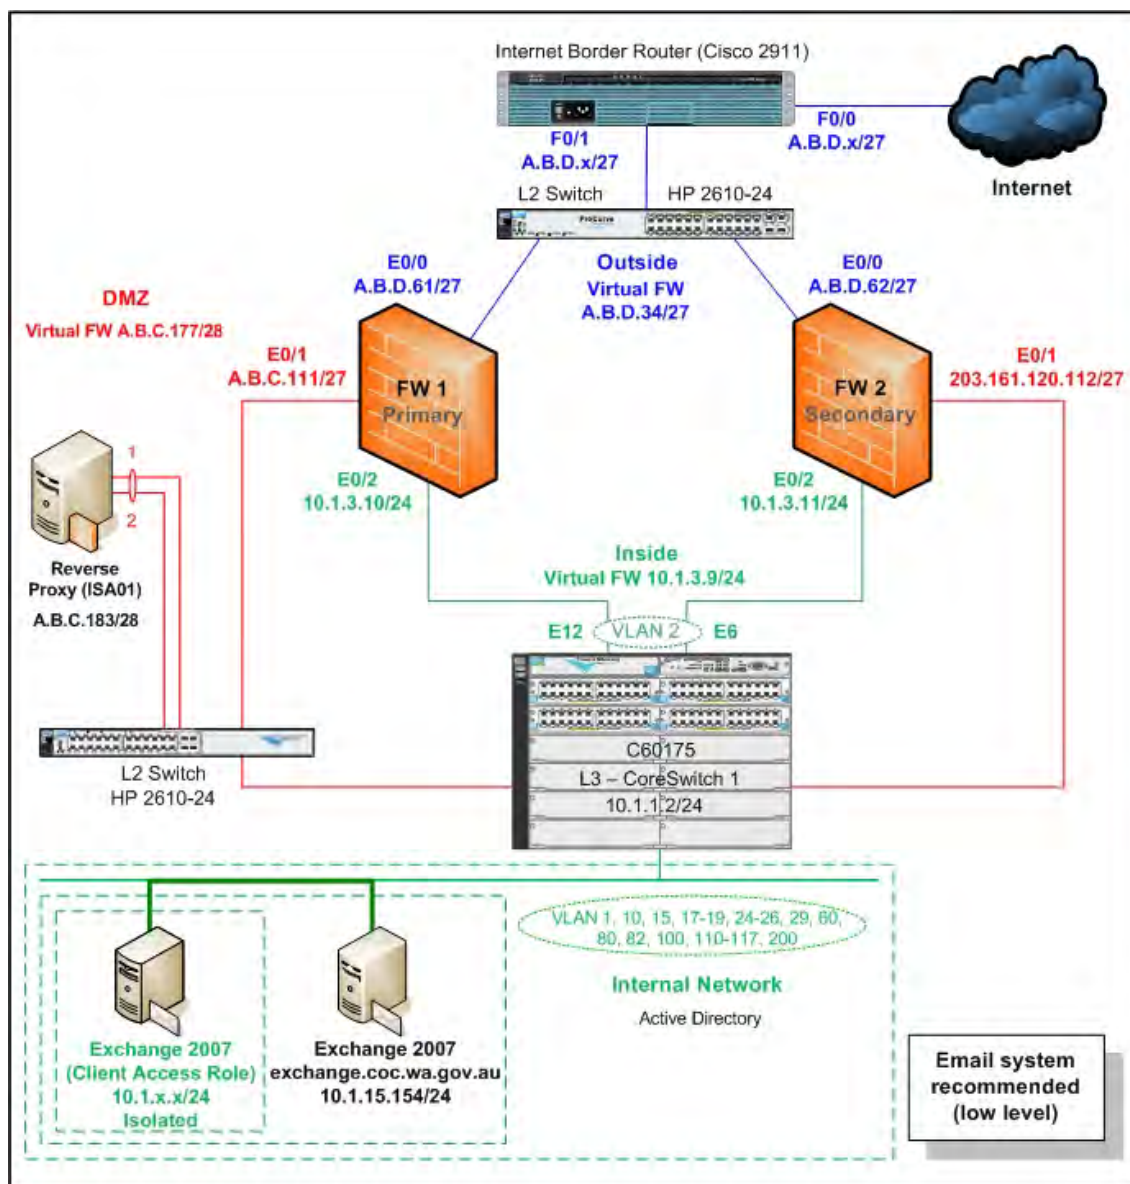 Internet Border Router (Cisco 2911)
F0/1
A.B.D.x/27
F0/0
A.B.D.x/27
Internet
L2 Switch
HP 2610-24
ProCurve
Outside
Virtual FW
A.B.D.34/27
E0/0
A.B.D.61/27
E0/0
A.B.D.62/27
DMZ
Virtual FW A.B.C.177/28
E0/1
A.B.C.111/27
E0/1
203.161.120.112/27
FW 1
Primary
FW 2
Secondary
E0/2
10.1.3.10/24
E0/2
10.1.3.11/24
1
2
Reverse
Proxy (ISA01)
A.B.C.183/28
Inside
Virtual FW 10.1.3.9/24
E12
VLAN 2
E6
C60175
L3 – CoreSwitch 1
10.1.1.2/24
L2 Switch
HP 2610-24
VLAN 1, 10, 15, 17-19, 24-26, 29, 60,
80, 82, 100, 110-117, 200
Internal Network
Active Directory
Exchange 2007
(Client Access Role)
10.1.x.x/24
Isolated
Exchange 2007
exchange.coc.wa.gov.au
10.1.15.154/24
Email system
recommended
(low level)